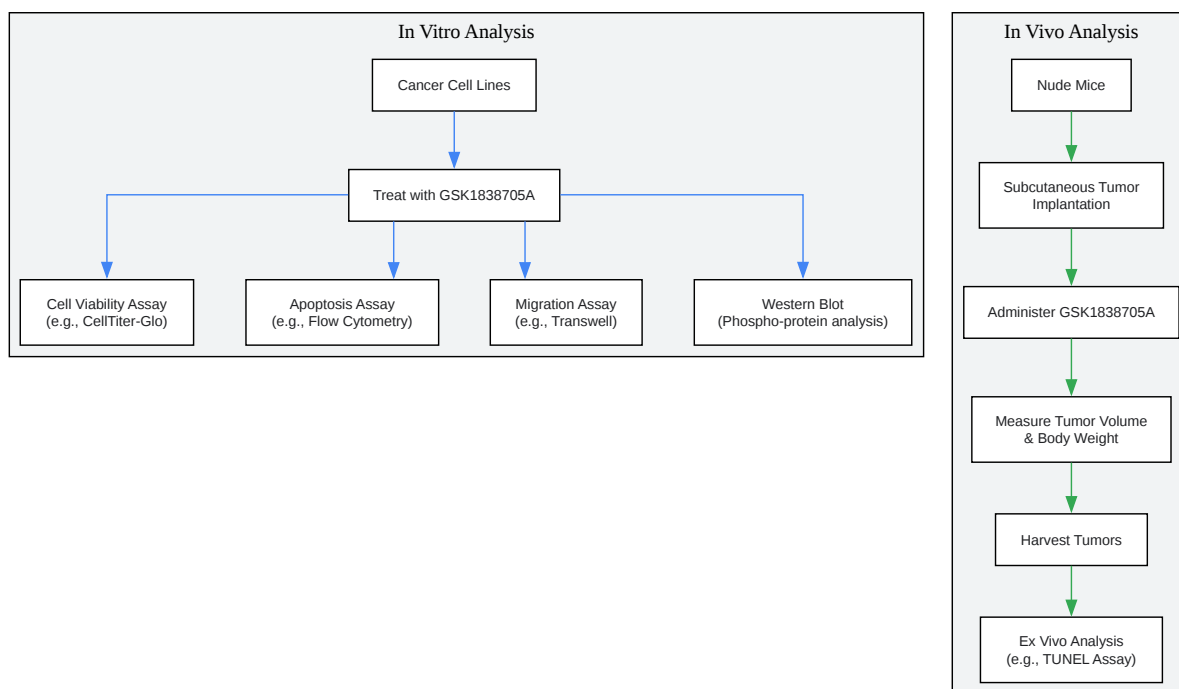 In Vitro Analysis
Cancer Cell Lines
Treat with GSK1838705A
Cell Viability Assay
(e.g., CellTiter-Glo)
Apoptosis Assay
(e.g., Flow Cytometry)
Migration Assay
(e.g., Transwell)
Western Blot
(Phospho-protein analysis)
In Vivo Analysis
Nude Mice
Subcutaneous Tumor
Implantation
Administer GSK1838705A
Measure Tumor Volume
& Body Weight
Harvest Tumors
Ex Vivo Analysis
(e.g., TUNEL Assay)